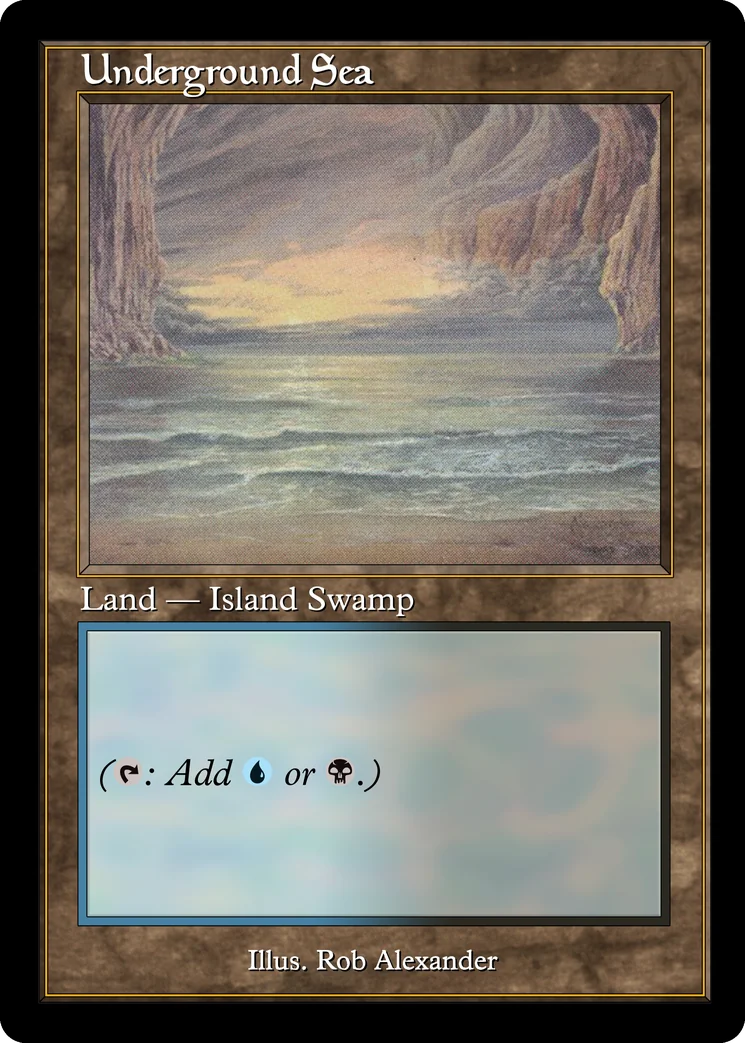 Underground Sea
Land — Island Swamp
(: Add or .)
Illus. Rob Alexander